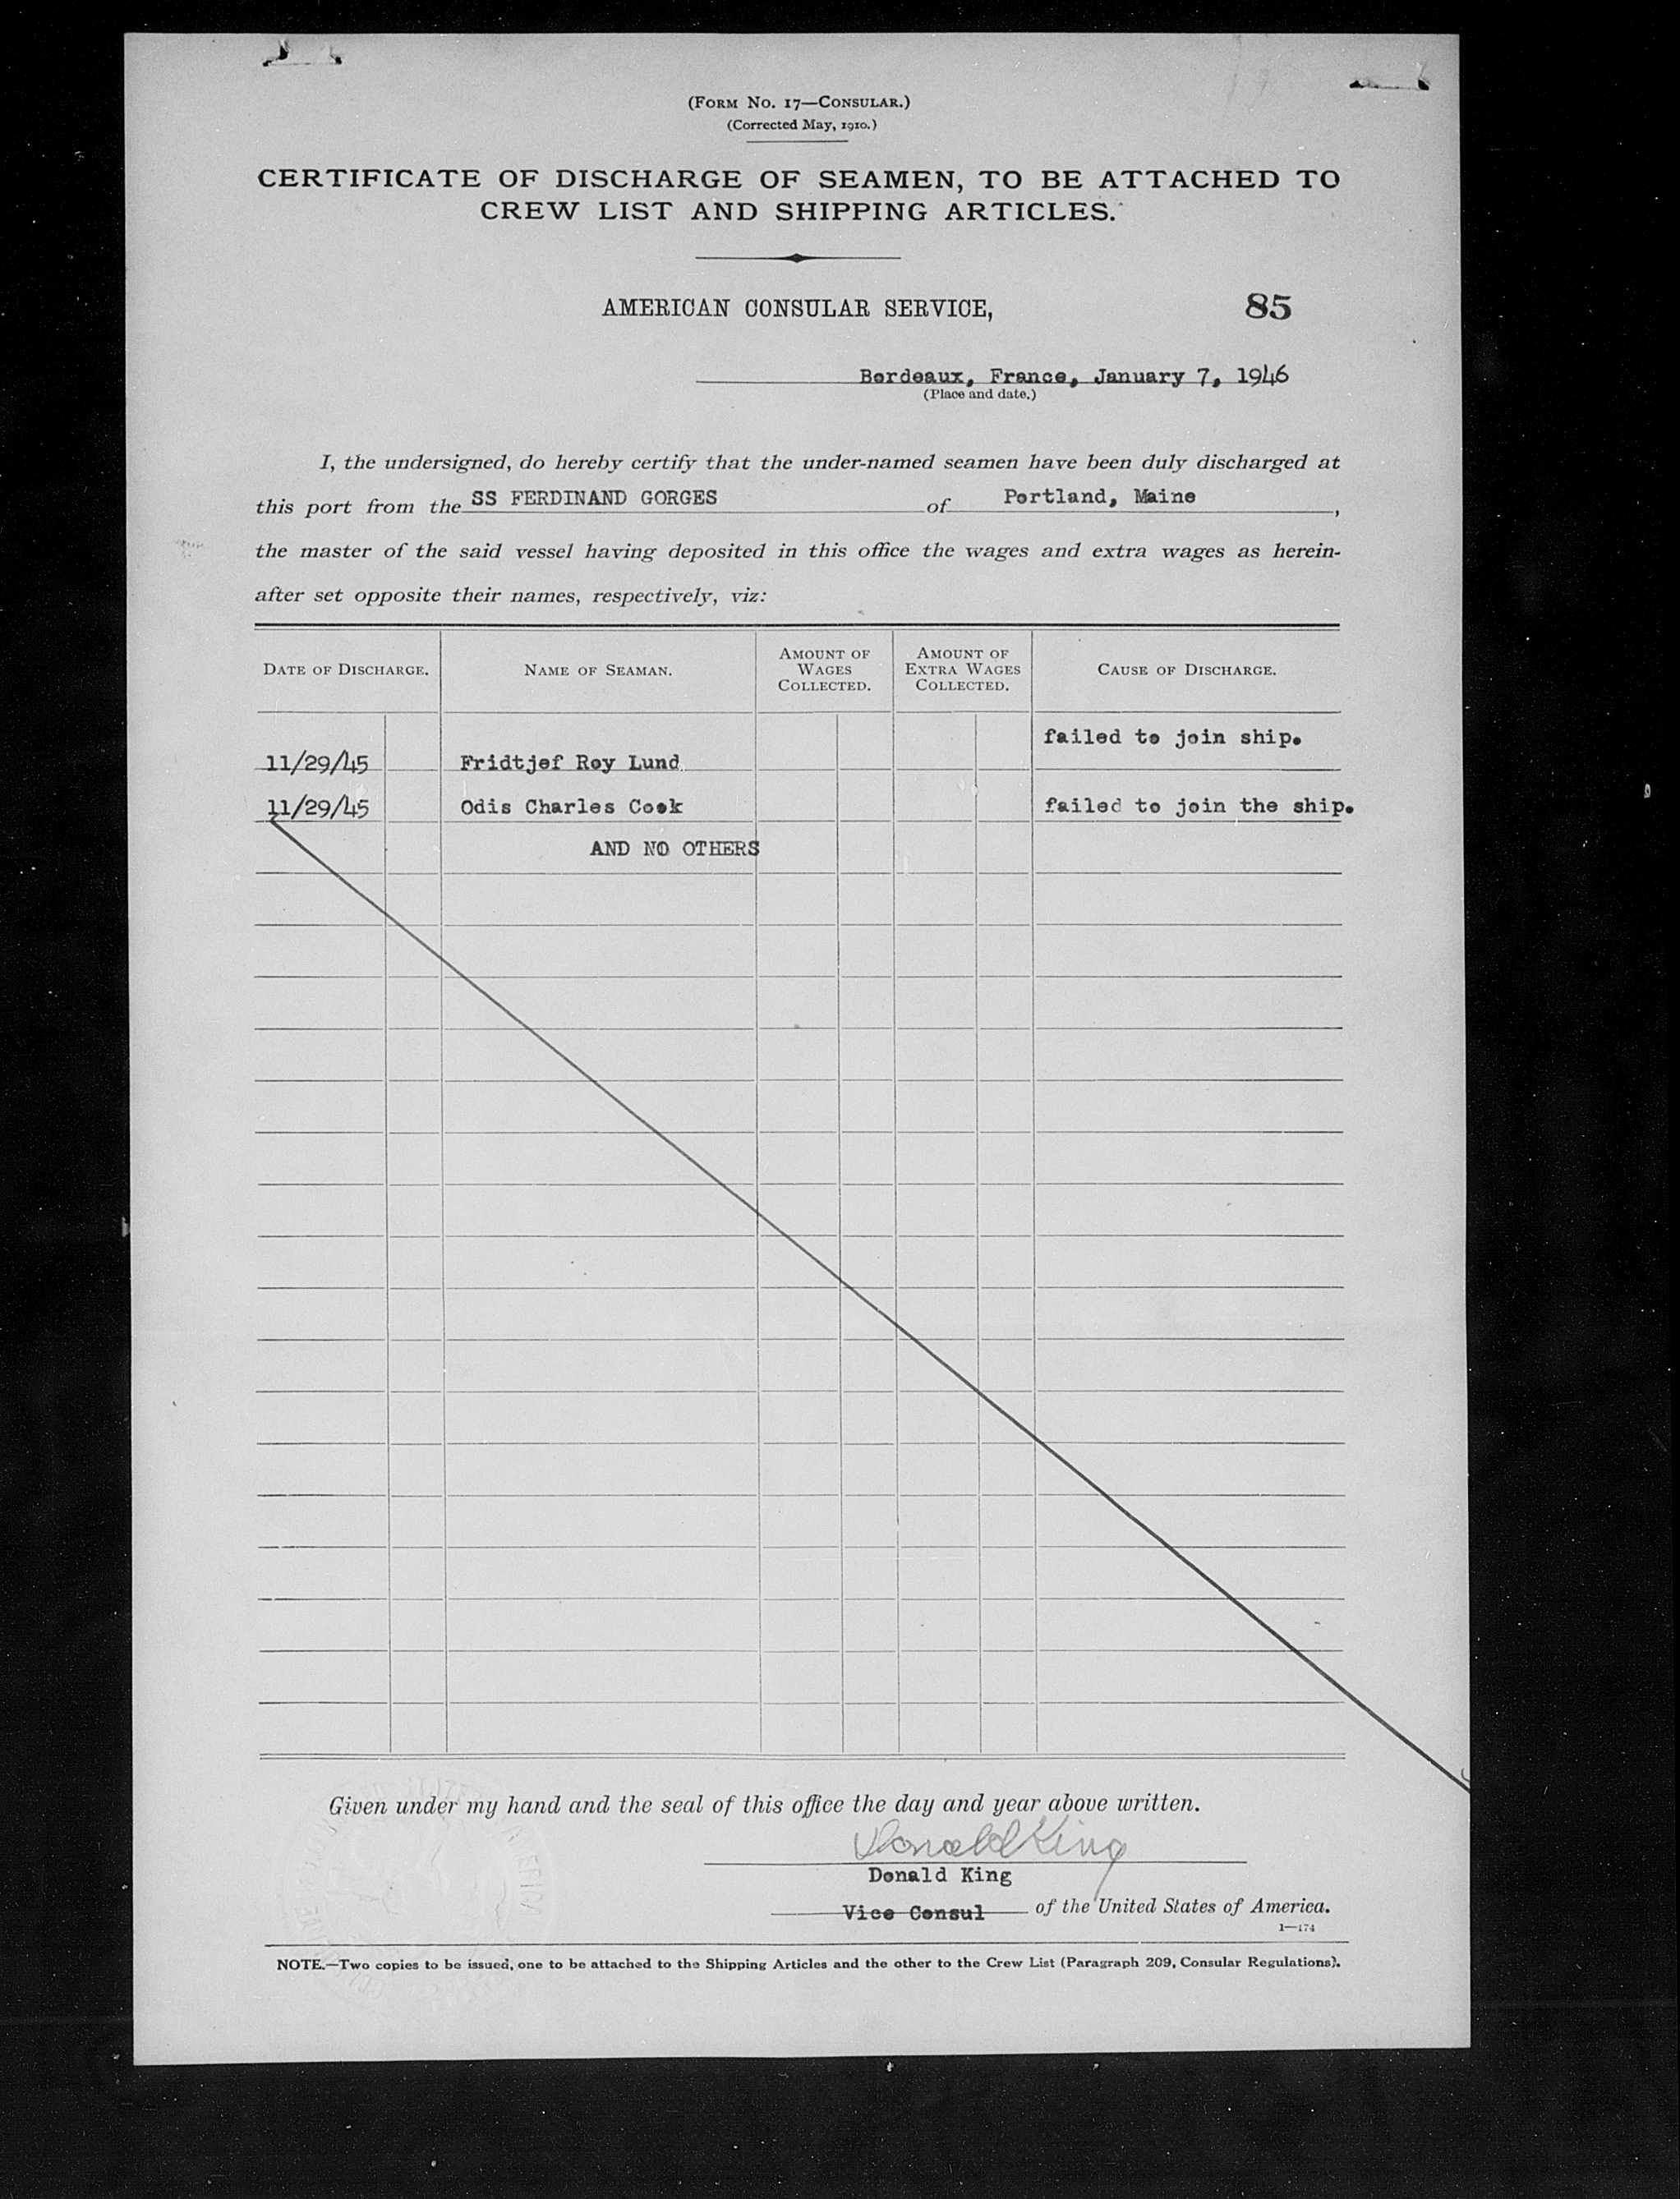 (FORM NO. 17—CONSULAR.)
(Corrected May, 1910.)
CERTIFICATE OF DISCHARGE OF SEAMEN, TO BE ATTACHED TO
CREW LIST AND SHIPPING ARTICLES.
AMERICAN CONSULAR SERVICE,
85
Bordeaux, France, January 7, 1946
(Place and date.)
I, the undersigned, do hereby certify that the under-named seamen have been duly discharged at
this port from the SS FERDINAND GORGES of Portland, Maine,
the master of the said vessel having deposited in this office the wages and extra wages as herein-
after set opposite their names, respectively, viz:
DATE OF DISCHARGE. NAME OF SEAMAN. AMOUNT OF WAGES COLLECTED. AMOUNT OF EXTRA WAGES COLLECTED. CAUSE OF DISCHARGE.
11/29/45 Fridtjof Roy Lund failed to join ship.
11/29/45 Odis Charles Cook failed to join the ship.
AND NO OTHERS
Given under my hand and the seal of this office the day and year above written.
Donald King
Donald King
Vice Consul of the United States of America.
1—174
NOTE.—Two copies to be issued, one to be attached to the Shipping Articles and the other to the Crew List (Paragraph 209, Consular Regulations).